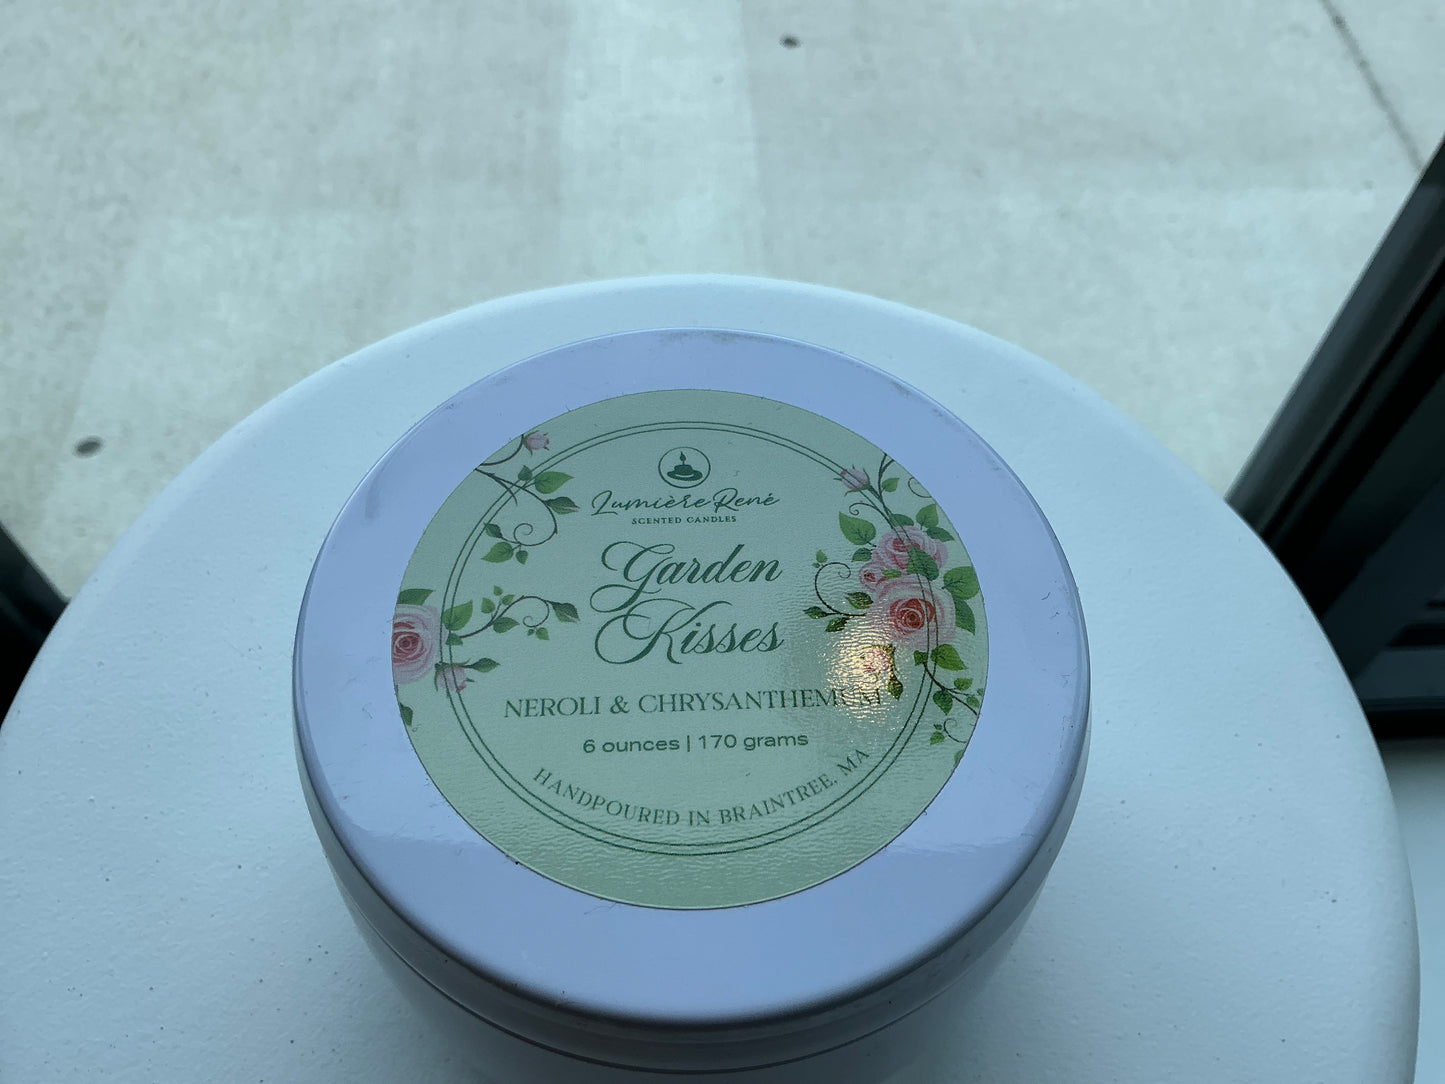 Lumière René
SCENTED CANDLES
Garden
Kisses
NEROLI & CHRYSANTHEMUM
6 ounces | 170 grams
HANDPOURED IN BRAINTREE, MA